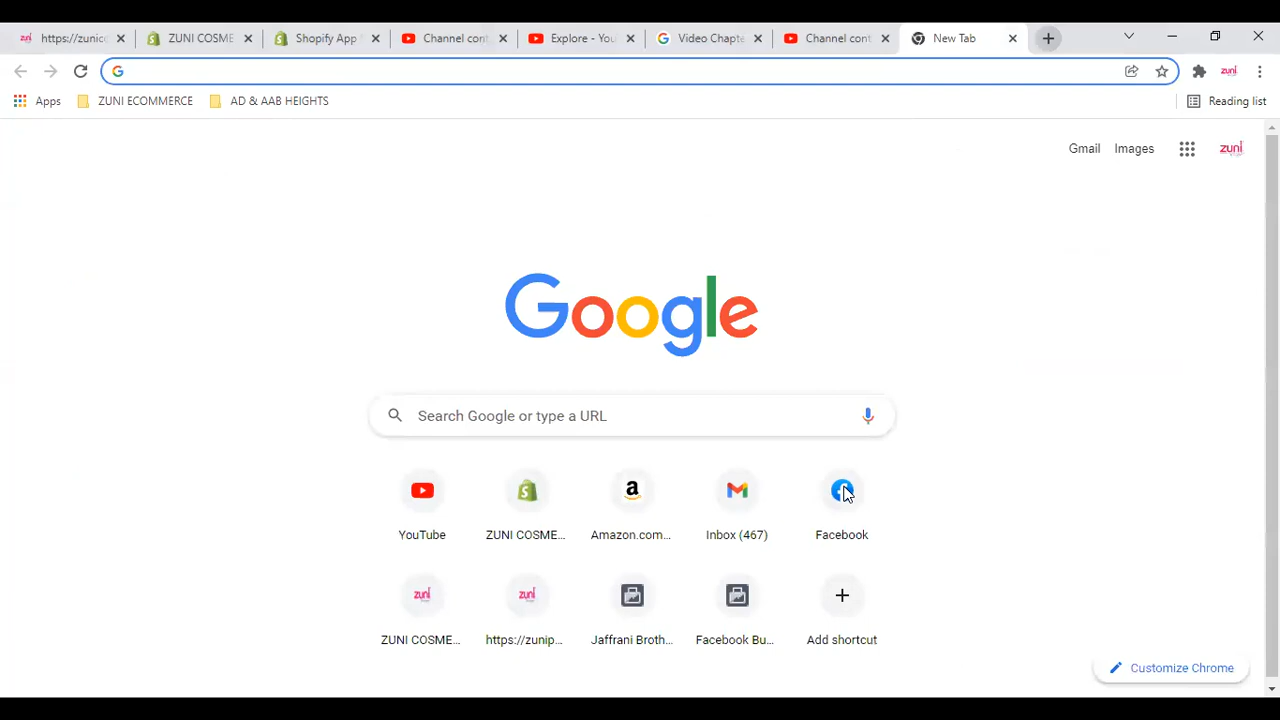 https://zunicc
ZUNI COSME
Shopify App
Channel cont
Explore - You
Video Chapte
Channel cont
New Tab
zuni
Apps
ZUNI ECOMMERCE
AD & AAB HEIGHTS
Reading list
Gmail
Images
zuni
Google
Search Google or type a URL
YouTube
ZUNI COSME...
Amazon.com...
Inbox (467)
Facebook
zuni
zuni
ZUNI COSME...
https://zunip...
Jaffrani Broth...
Facebook Bu...
Add shortcut
Customize Chrome